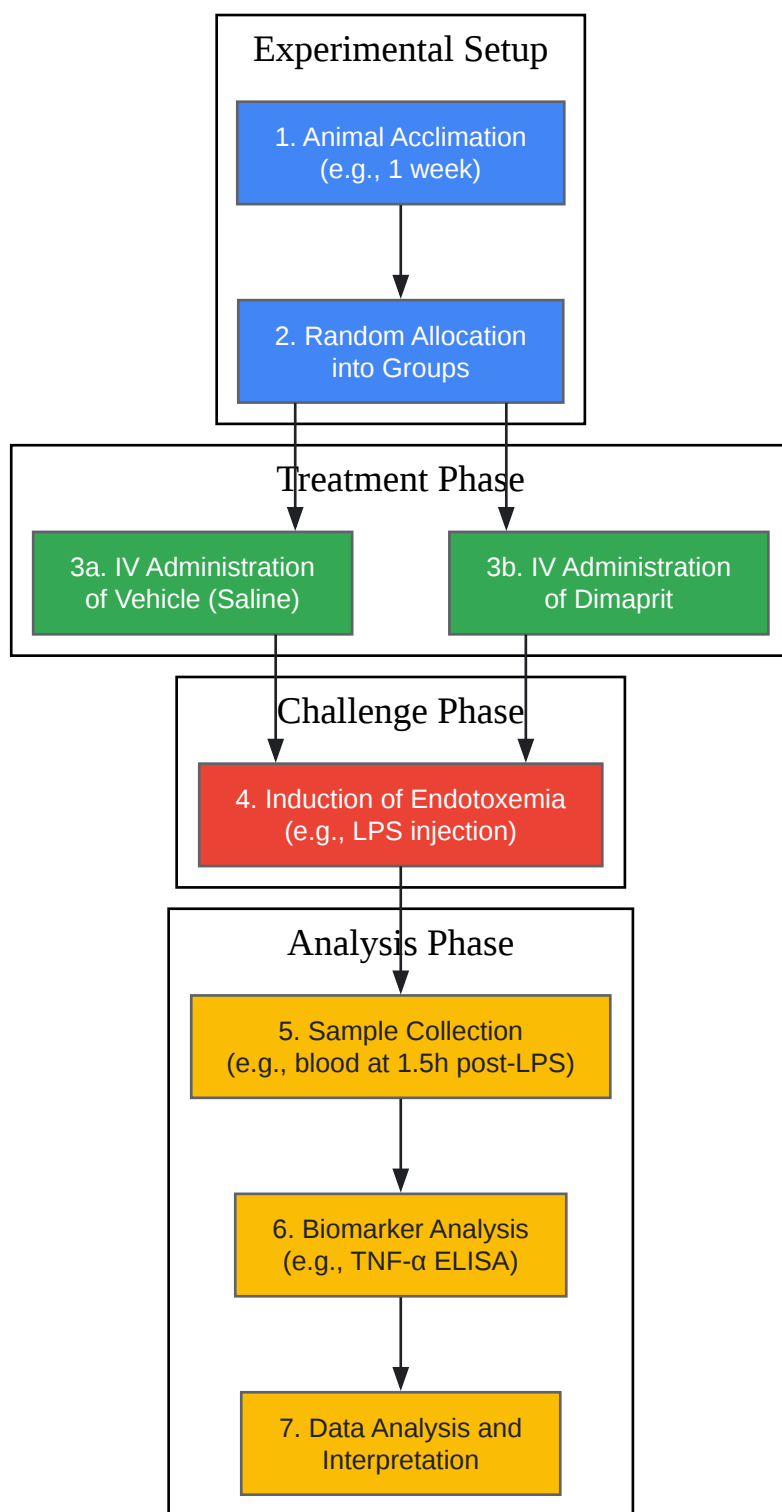 Experimental Setup
1. Animal Acclimation
(e.g., 1 week)
2. Random Allocation
into Groups
Treatment Phase
3a. IV Administration
of Vehicle (Saline)
3b. IV Administration
of Dimaprit
Challenge Phase
4. Induction of Endotoxemia
(e.g., LPS injection)
Analysis Phase
5. Sample Collection
(e.g., blood at 1.5h post-LPS)
6. Biomarker Analysis
(e.g., TNF-α ELISA)
7. Data Analysis and
Interpretation